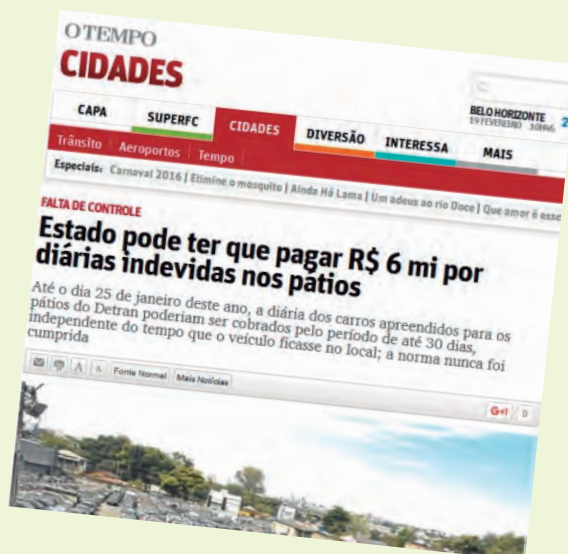 O TEMPO
CIDADES
BELO HORIZONTE
19 FEVEREIRO
CAPA SUPERFC CIDADES DIVERSÃO INTERESSA MAIS
Trânsito Aeroportos Tempo
Especiais: Carnaval 2016 | Elimine o mosquito | Ainda Há Lama | Um adeus ao rio Doce | Que amor é esse
FALTA DE CONTROLE
Estado pode ter que pagar R$ 6 mi por
diárias indevidas nos pátios
Até o dia 25 de janeiro deste ano, a diária dos carros apreendidos para os
pátios do Detran poderiam ser cobrados pelo período de até 30 dias,
independente do tempo que o veículo ficasse no local; a norma nunca foi
cumprida
A A Fonte Normal Mais Notícias
G+1 0